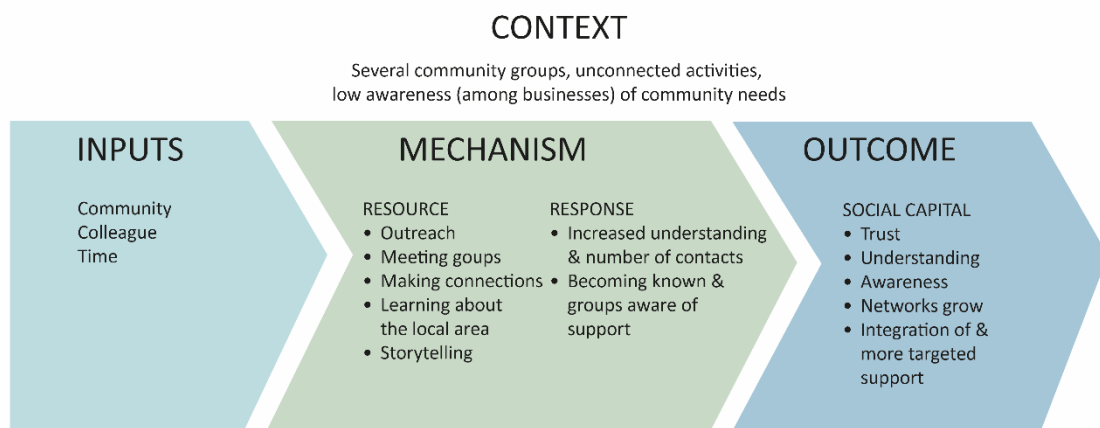 CONTEXT
Several community groups, unconnected activities,
low awareness (among businesses) of community needs
INPUTS
Community
Colleague
Time
MECHANISM
RESOURCE
• Outreach
• Meeting goups
• Making connections
• Learning about
the local area
• Storytelling
RESPONSE
• Increased understanding
& number of contacts
• Becoming known &
groups aware of
support
OUTCOME
SOCIAL CAPITAL
• Trust
• Understanding
• Awareness
• Networks grow
• Integration of &
more targeted
support